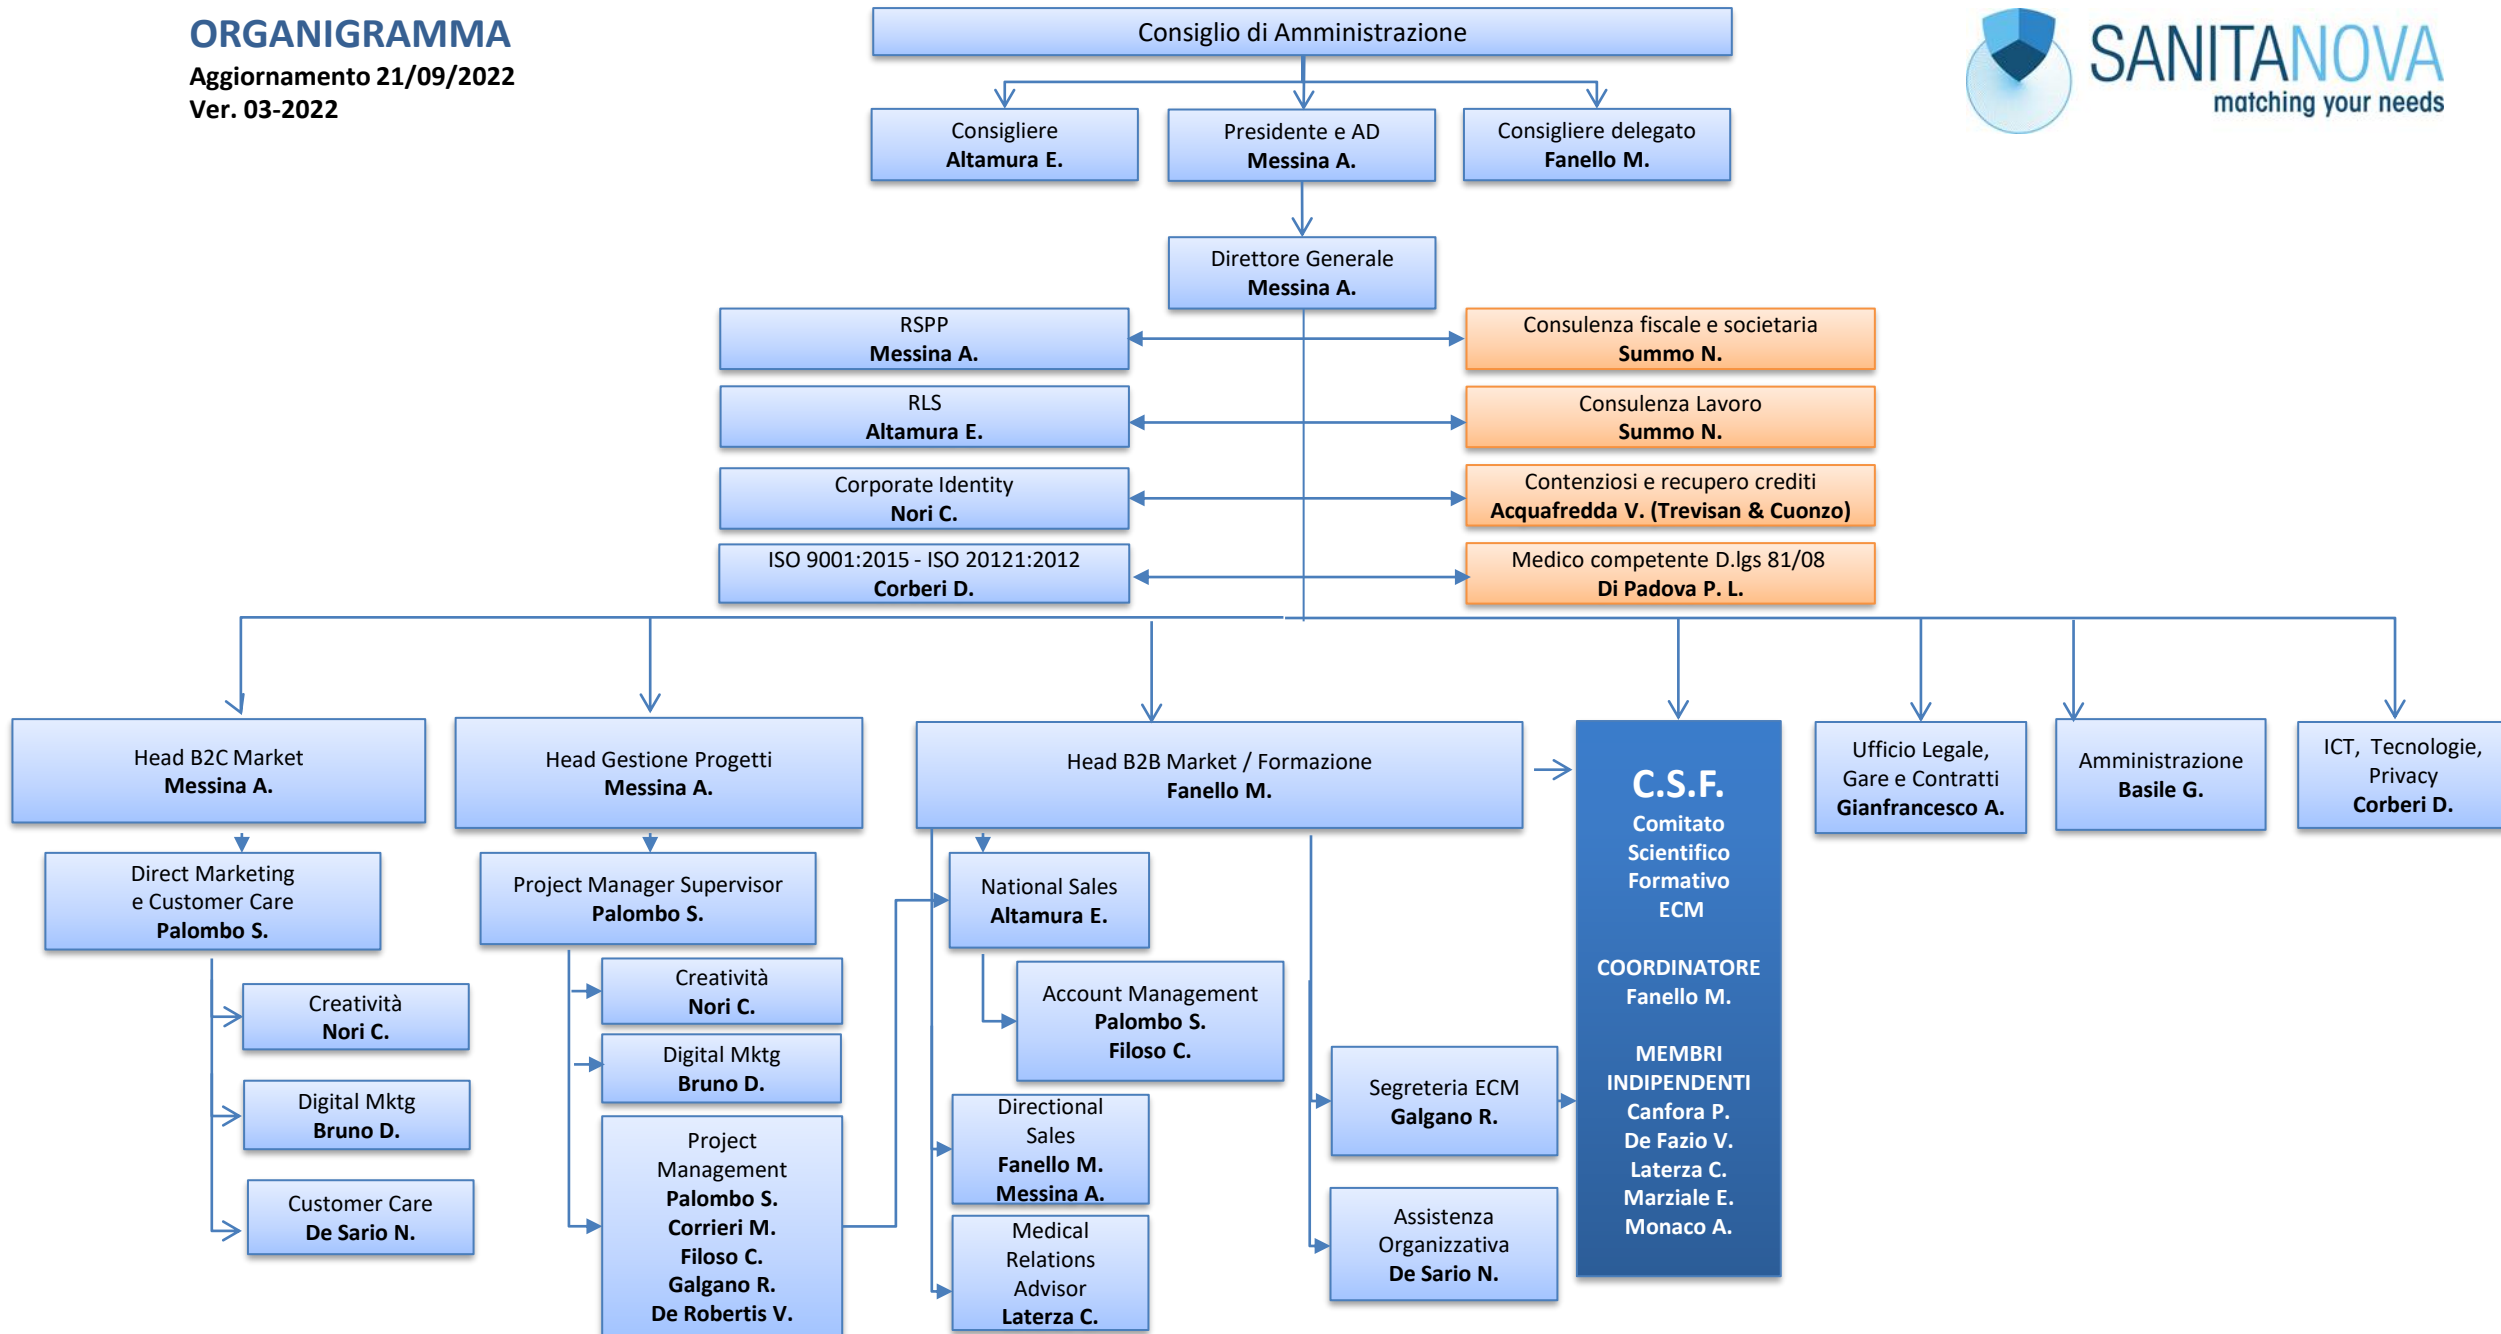 ORGANIGRAMMA
Aggiornamento 21/09/2022
Ver. 03-2022
Consiglio di Amministrazione
SANITANOVA
matching your needs
Consigliere
Altamura E.
Presidente e AD
Messina A.
Consigliere delegato
Fanello M.
Direttore Generale
Messina A.
RSPP
Messina A.
Consulenza fiscale e societaria
Summo N.
RLS
Altamura E.
Consulenza Lavoro
Summo N.
Corporate Identity
Nori C.
Contenziosi e recupero crediti
Acquafredda V. (Trevisan & Cuonzo)
ISO 9001:2015 - ISO 20121:2012
Corberi D.
Medico competente D.lgs 81/08
Di Padova P. L.
Head B2C Market
Messina A.
Head Gestione Progetti
Messina A.
Head B2B Market / Formazione
Fanello M.
C.S.F.
Comitato
Scientifico
Formativo
ECM
COORDINATORE
Fanello M.
MEMBRI
INDIPENDENTI
Canfora P.
De Fazio V.
Laterza C.
Marziale E.
Monaco A.
Ufficio Legale,
Gare e Contratti
Gianfrancesco A.
Amministrazione
Basile G.
ICT, Tecnologie,
Privacy
Corberi D.
Direct Marketing
e Customer Care
Palombo S.
Creatività
Nori C.
Digital Mktg
Bruno D.
Customer Care
De Sario N.
Project Manager Supervisor
Palombo S.
Creatività
Nori C.
Digital Mktg
Bruno D.
Project
Management
Palombo S.
Corrieri M.
Filoso C.
Galgano R.
De Robertis V.
National Sales
Altamura E.
Account Management
Palombo S.
Filoso C.
Directional
Sales
Fanello M.
Messina A.
Medical
Relations
Advisor
Laterza C.
Segreteria ECM
Galgano R.
Assistenza
Organizzativa
De Sario N.